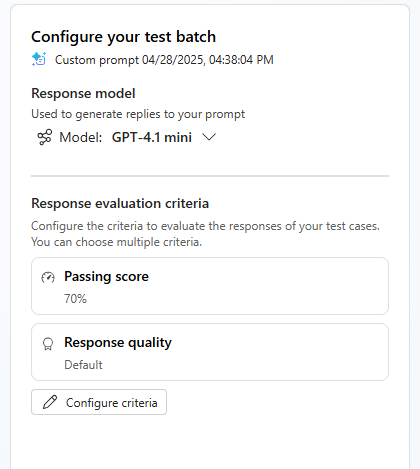 Configure your test batch
Custom prompt 04/28/2025, 04:38:04 PM
Response model
Used to generate replies to your prompt
Model: GPT-4.1 mini
Response evaluation criteria
Configure the criteria to evaluate the responses of your test cases.
You can choose multiple criteria.
Passing score
70%
Response quality
Default
Configure criteria